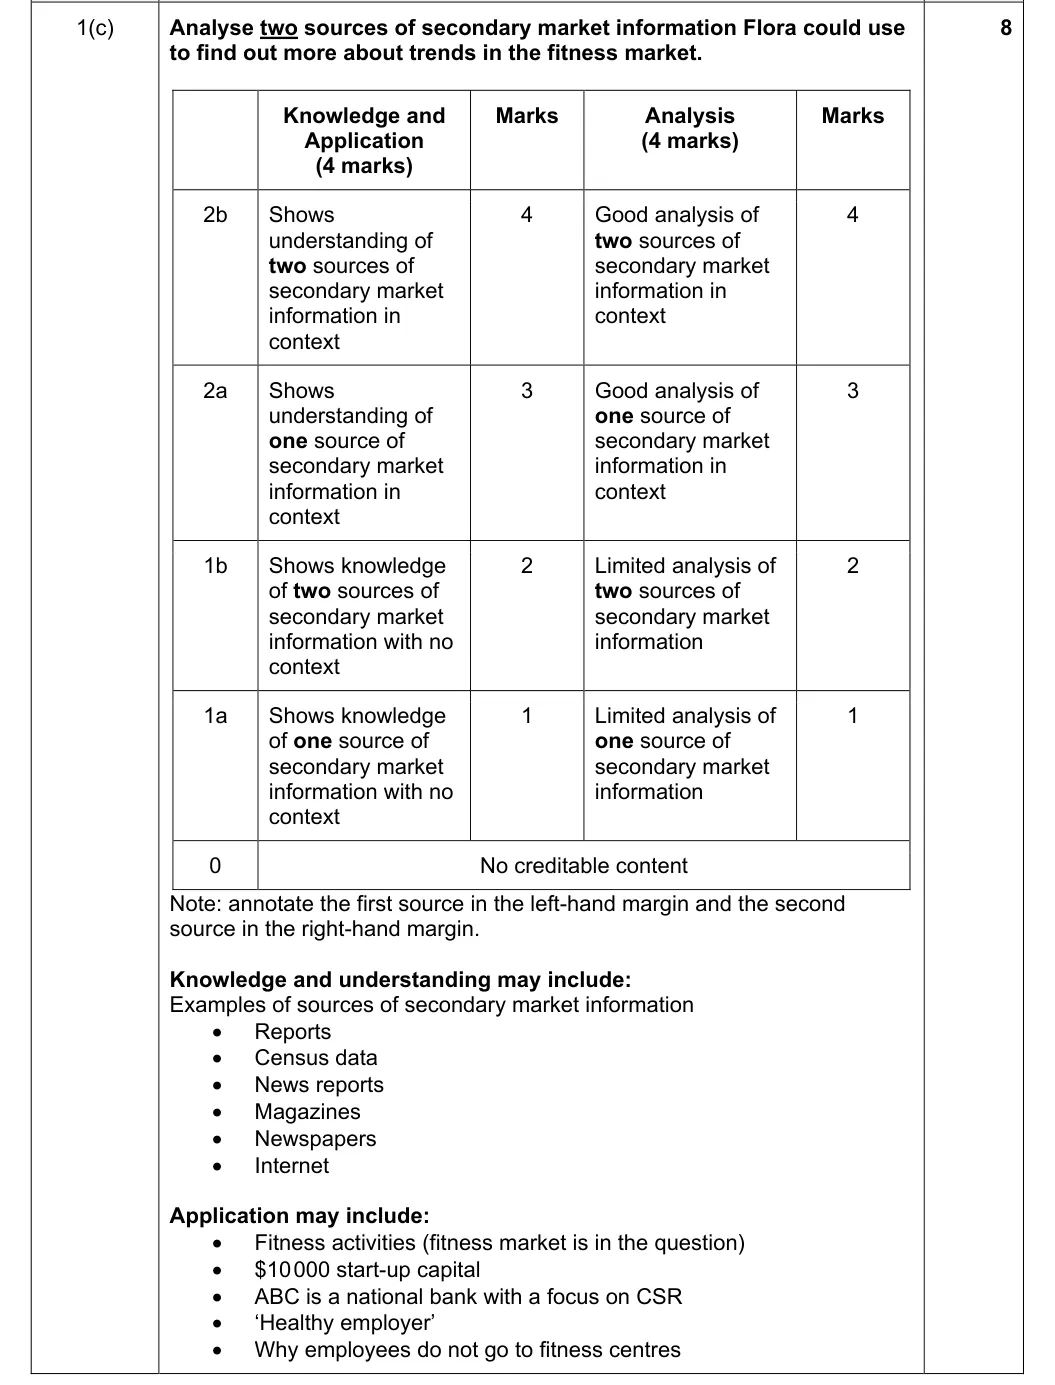 1(c)
Analyse two sources of secondary market information Flora could use
to find out more about trends in the fitness market.
8
Knowledge and
Application
(4 marks)
Marks
Analysis
(4 marks)
Marks
2b
Shows
understanding of
two sources of
secondary market
information in
context
4
Good analysis of
two sources of
secondary market
information in
context
4
2a
Shows
understanding of
one source of
secondary market
information in
context
3
Good analysis of
one source of
secondary market
information in
context
3
1b
Shows knowledge
of two sources of
secondary market
information with no
context
2
Limited analysis of
two sources of
secondary market
information
2
1a
Shows knowledge
of one source of
secondary market
information with no
context
1
Limited analysis of
one source of
secondary market
information
1
0
No creditable content
Note: annotate the first source in the left-hand margin and the second
source in the right-hand margin.
Knowledge and understanding may include:
Examples of sources of secondary market information
• Reports
• Census data
• News reports
• Magazines
• Newspapers
• Internet
Application may include:
• Fitness activities (fitness market is in the question)
• $10 000 start-up capital
• ABC is a national bank with a focus on CSR
• ‘Healthy employer’
• Why employees do not go to fitness centres